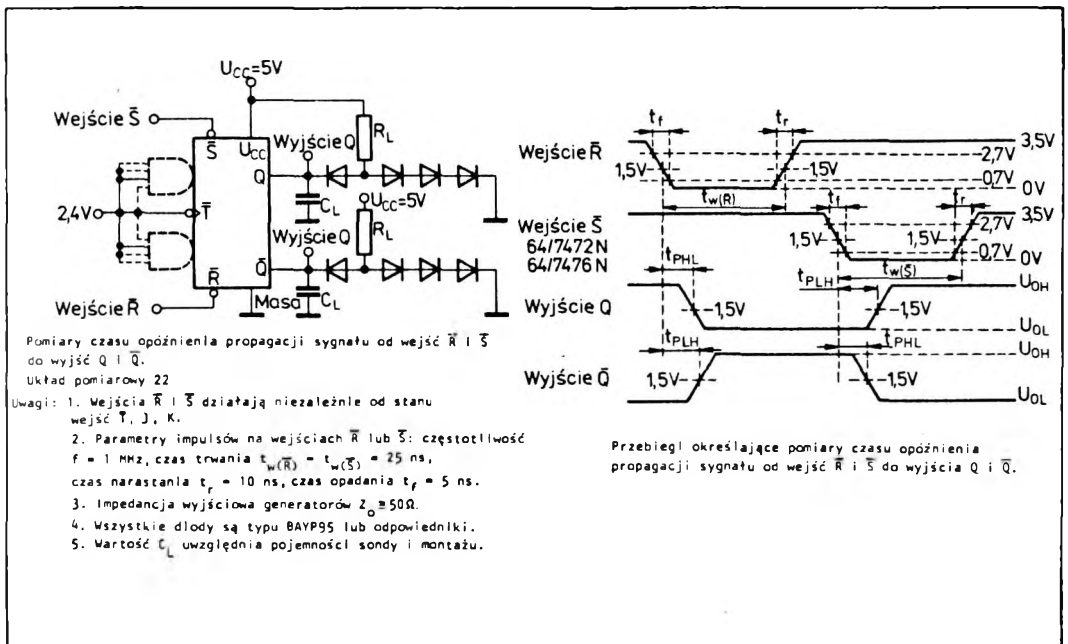 U_CC=5V
Wejście S̄
Wyjście Q
R_L
S̄
U_CC
Q
C_L
U_CC=5V
2,4V
T̄
Wyjście Q
R_L
Q̄
R̄
Masa
C_L
Wejście R̄
Pomiary czasu opóźnienia propagacji sygnału od wejść R̄ i S̄
do wyjść Q i Q̄.
Układ pomiarowy 22
Uwagi: 1. Wejścia R̄ i S̄ działają niezależnie od stanu
wejść T̄, J, K.
2. Parametry impulsów na wejściach R̄ lub S̄: częstotliwość
f = 1 MHz, czas trwania t_w(R̄) = t_w(S̄) = 25 ns,
czas narastania t_r = 10 ns, czas opadania t_f = 5 ns.
3. Impedancja wyjściowa generatorów Z_o ≅ 50Ω.
4. Wszystkie diody są typu BAYP95 lub odpowiedniki.
5. Wartość C_L uwzględnia pojemności sondy i montażu.
t_f
t_r
Wejście R̄
3,5V
2,7V
1,5V
1,5V
0,7V
0V
t_w(R̄)
t_f
t_r
Wejście S̄
64/7472N
64/7476N
3,5V
2,7V
1,5V
1,5V
0,7V
0V
t_w(S̄)
t_PHL
t_PLH
Wyjście Q
1,5V
1,5V
U_OH
U_OL
t_PLH
t_PHL
Wyjście Q̄
1,5V
1,5V
U_OH
U_OL
Przebiegi określające pomiary czasu opóźnienia
propagacji sygnału od wejść R̄ i S̄ do wyjścia Q i Q̄.